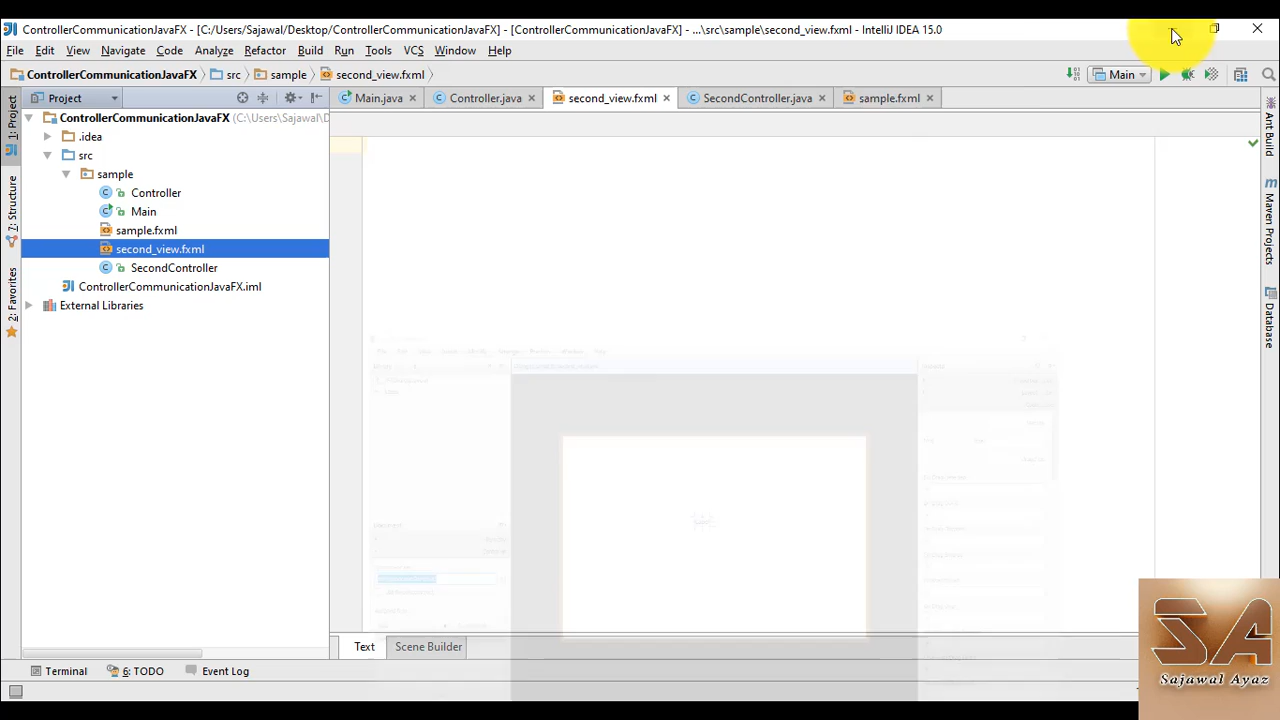 ControllerCommunicationJavaFX - [C:/Users/Sajawal/Desktop/ControllerCommunicationJavaFX] - [ControllerCommunicationJavaFX] - ...\src\sample\second_view.fxml - IntelliJ IDEA 15.0
File Edit View Navigate Code Analyze Refactor Build Run Tools VCS Window Help
ControllerCommunicationJavaFX src sample second_view.fxml Main
Project Main.java Controller.java second_view.fxml SecondController.java sample.fxml
ControllerCommunicationJavaFX (C:\Users\Sajawal\D
.idea
src
sample
Controller
Main
sample.fxml
second_view.fxml
SecondController
ControllerCommunicationJavaFX.iml
External Libraries
1: Project
7: Structure
2: Favorites
Ant Build
Maven Projects
Database
Text Scene Builder
Terminal 6: TODO Event Log
SA
Sajawal Ayaz